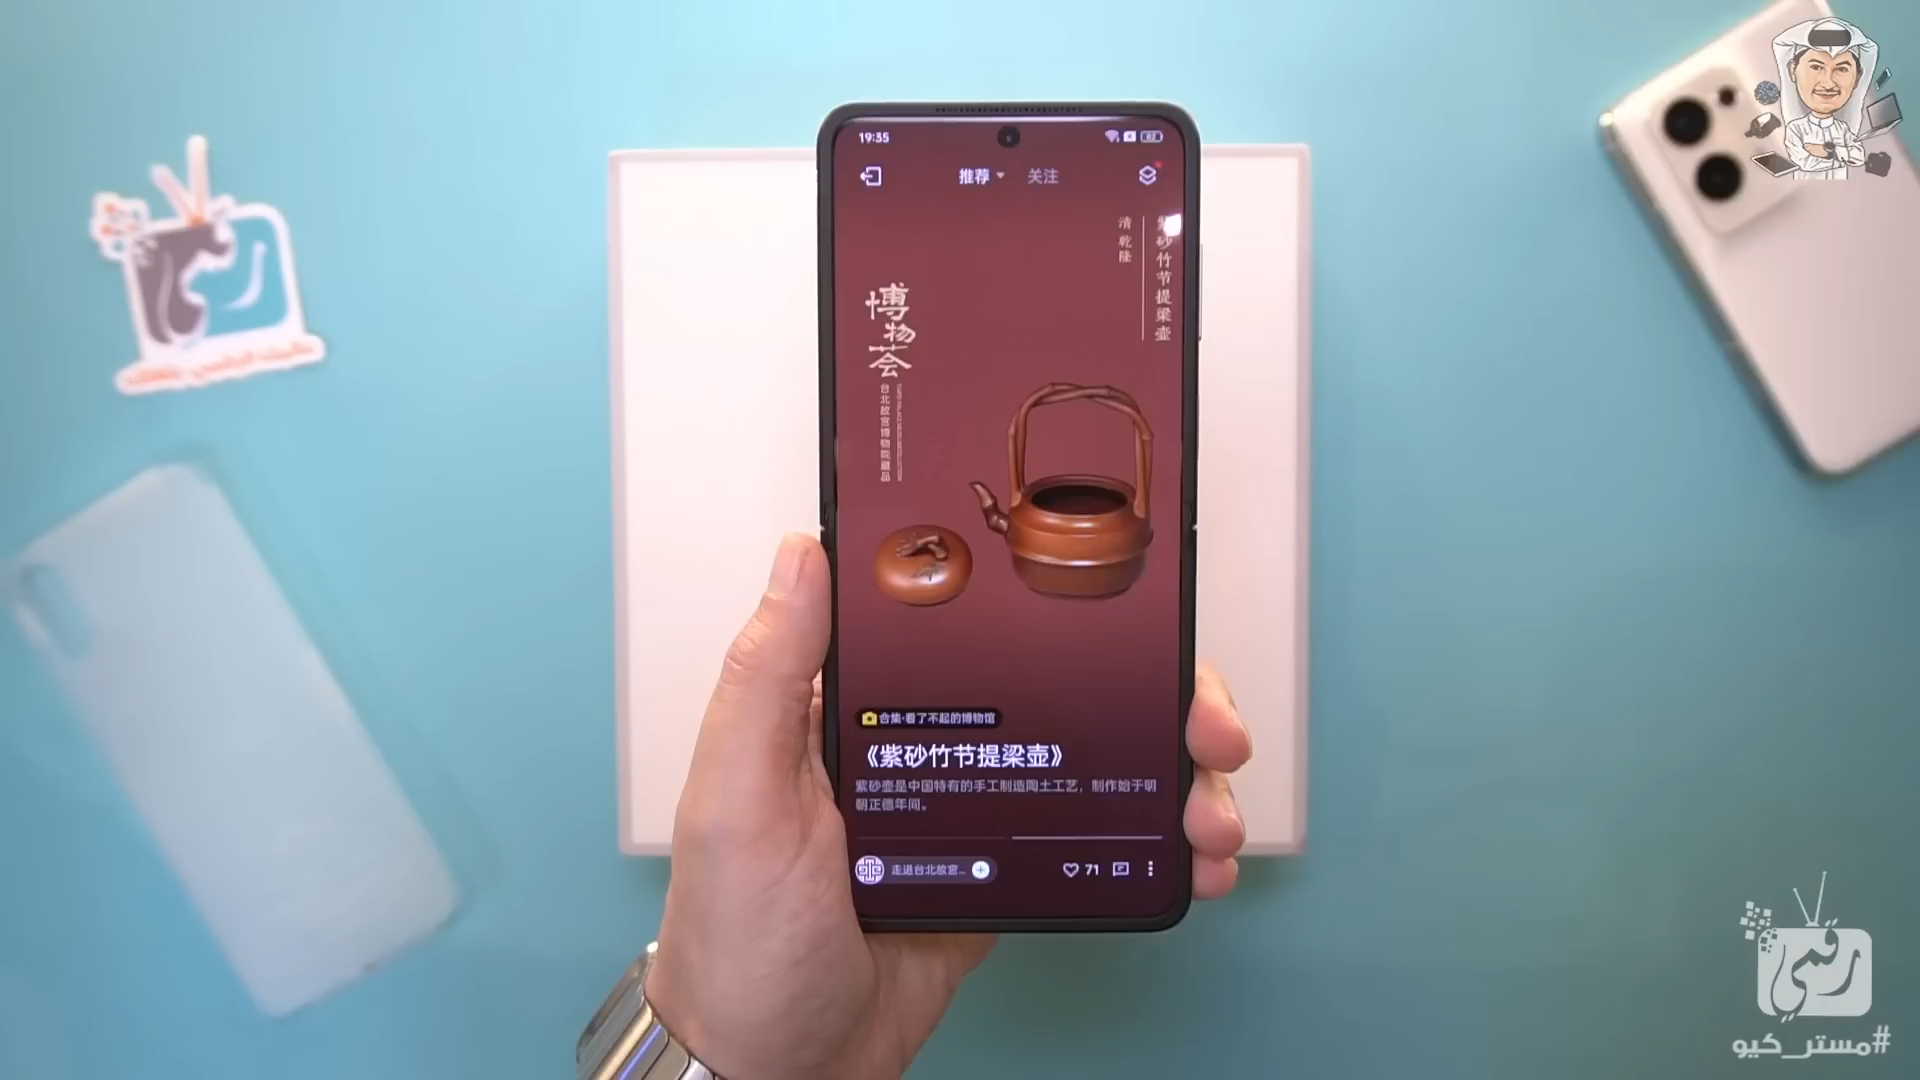 19:35
推荐
关注
紫砂竹节提梁壶
清乾隆
博物荟
台北故宫博物院藏品
合集·看了不起的博物馆
《紫砂竹节提梁壶》
紫砂壶是中国特有的手工制造陶土工艺，制作始于明
朝正德年间。
走进台北故宫...
71
رقمي
#مستر_كيو